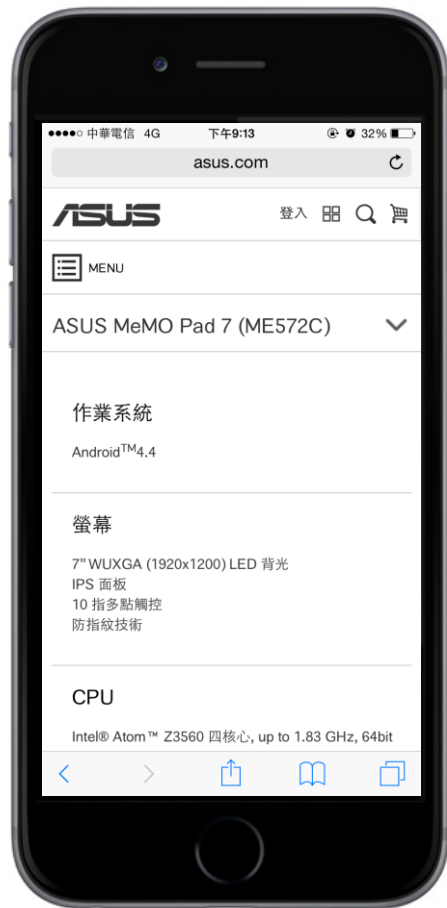 中華電信 4G 下午9:13 32%
asus.com
ASUS 登入
MENU
ASUS MeMO Pad 7 (ME572C)
作業系統
Android™4.4
螢幕
7" WUXGA (1920x1200) LED 背光
IPS 面板
10 指多點觸控
防指紋技術
CPU
Intel® Atom™ Z3560 四核心, up to 1.83 GHz, 64bit